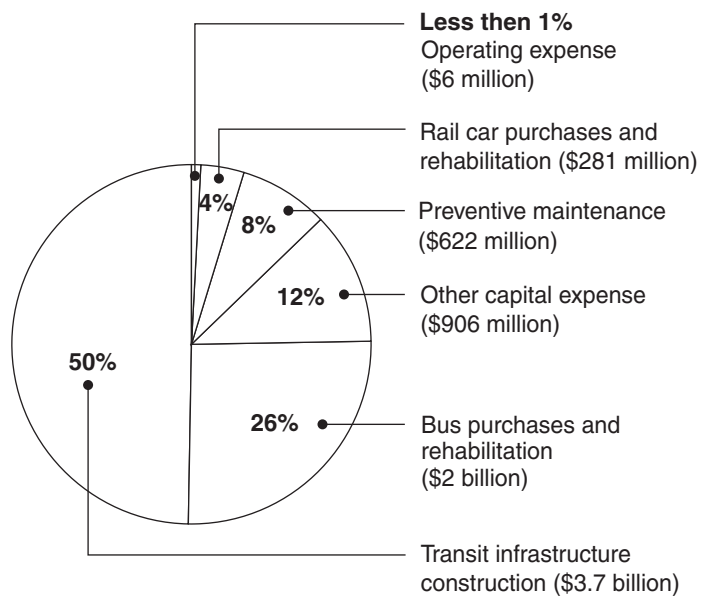 Less then 1%
Operating expense
($6 million)
Rail car purchases and
rehabilitation ($281 million)
4%
Preventive maintenance
($622 million)
8%
Other capital expense
($906 million)
12%
50%
Bus purchases and
rehabilitation
($2 billion)
26%
Transit infrastructure
construction ($3.7 billion)